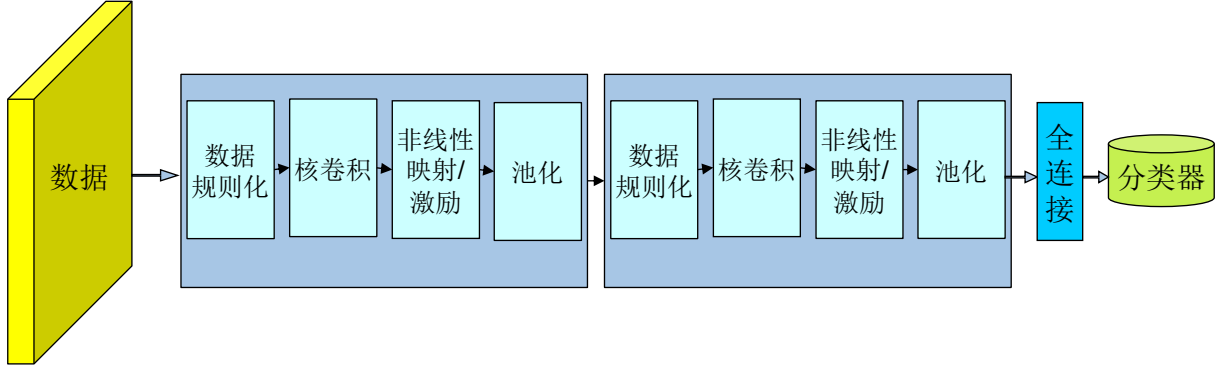 数据
数据
规则化
核卷积
非线性
映射/
激励
池化
数据
规则化
核卷积
非线性
映射/
激励
池化
全
连
接
分类器